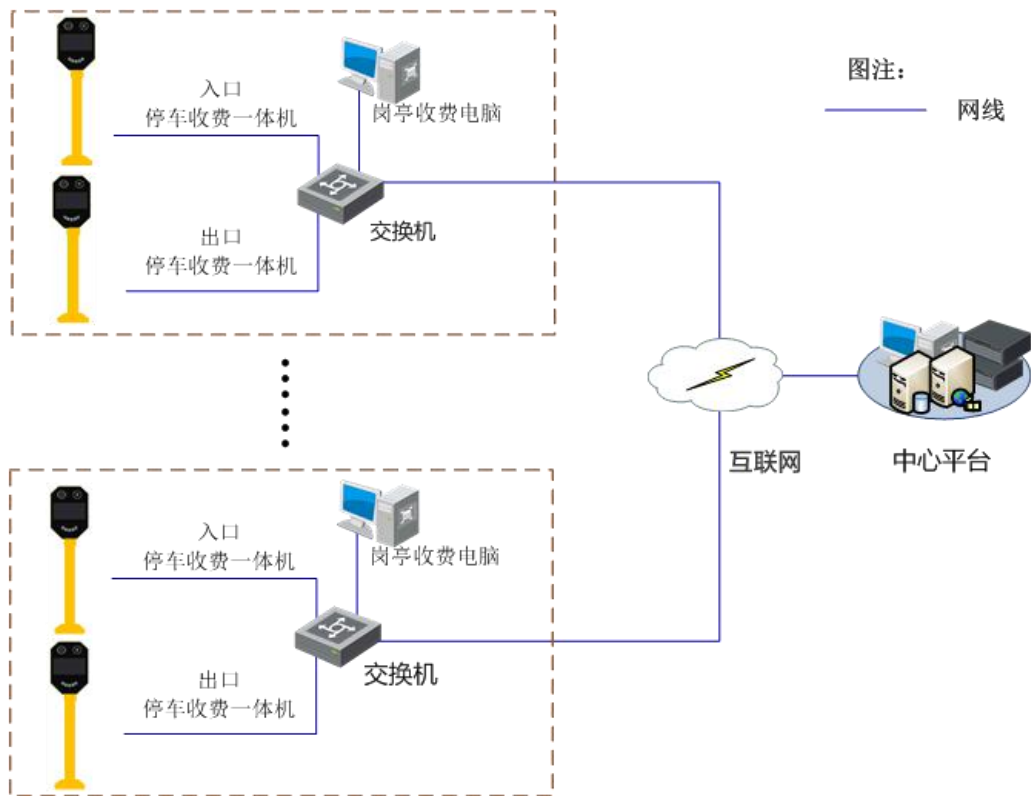 入口
停车收费一体机
岗亭收费电脑
图注：
网线
出口
停车收费一体机
交换机
互联网
中心平台
入口
停车收费一体机
岗亭收费电脑
出口
停车收费一体机
交换机